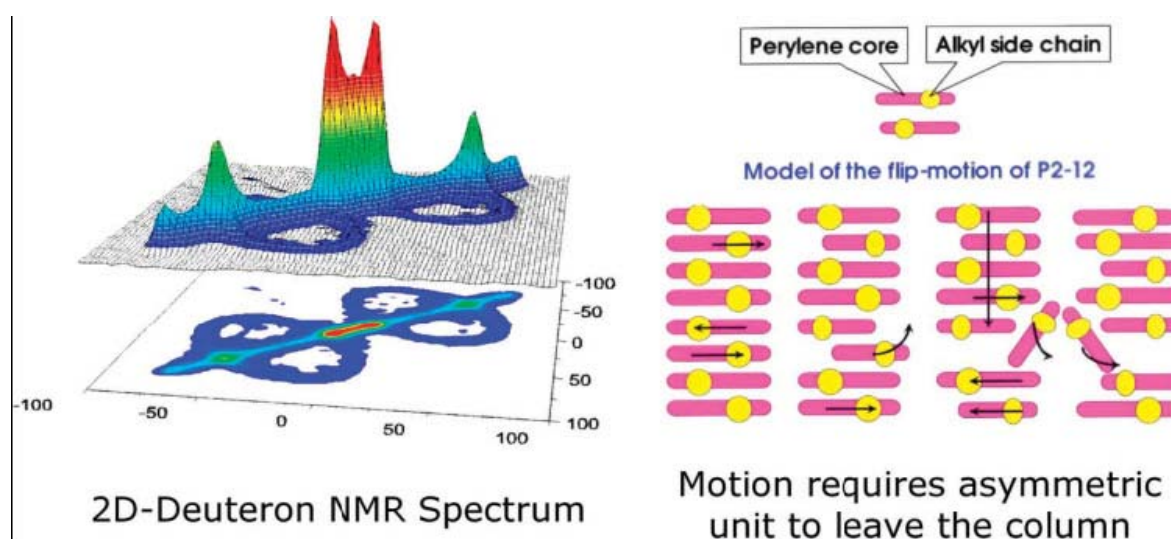 Perylene core
Alkyl side chain
Model of the flip-motion of P2-12
-100
-50
0
50
100
-100
-50
0
50
100
2D-Deuteron NMR Spectrum
Motion requires asymmetric
unit to leave the column